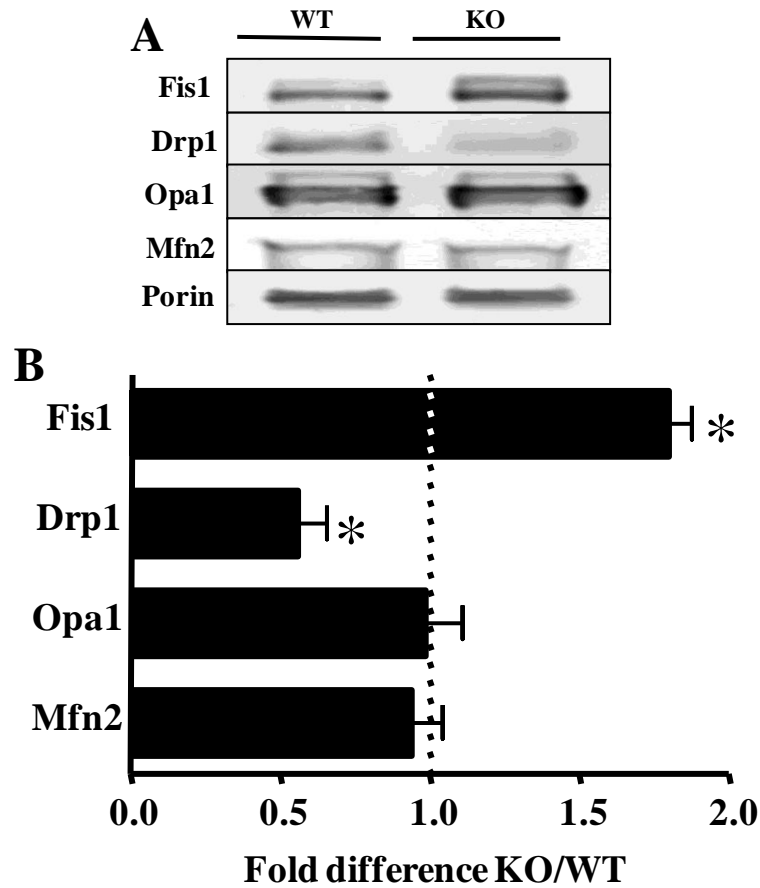 A
WT KO
Fis1
Drp1
Opa1
Mfn2
Porin
B
Fis1
*
Drp1
*
Opa1
Mfn2
0.0 0.5 1.0 1.5 2.0
Fold difference KO/WT